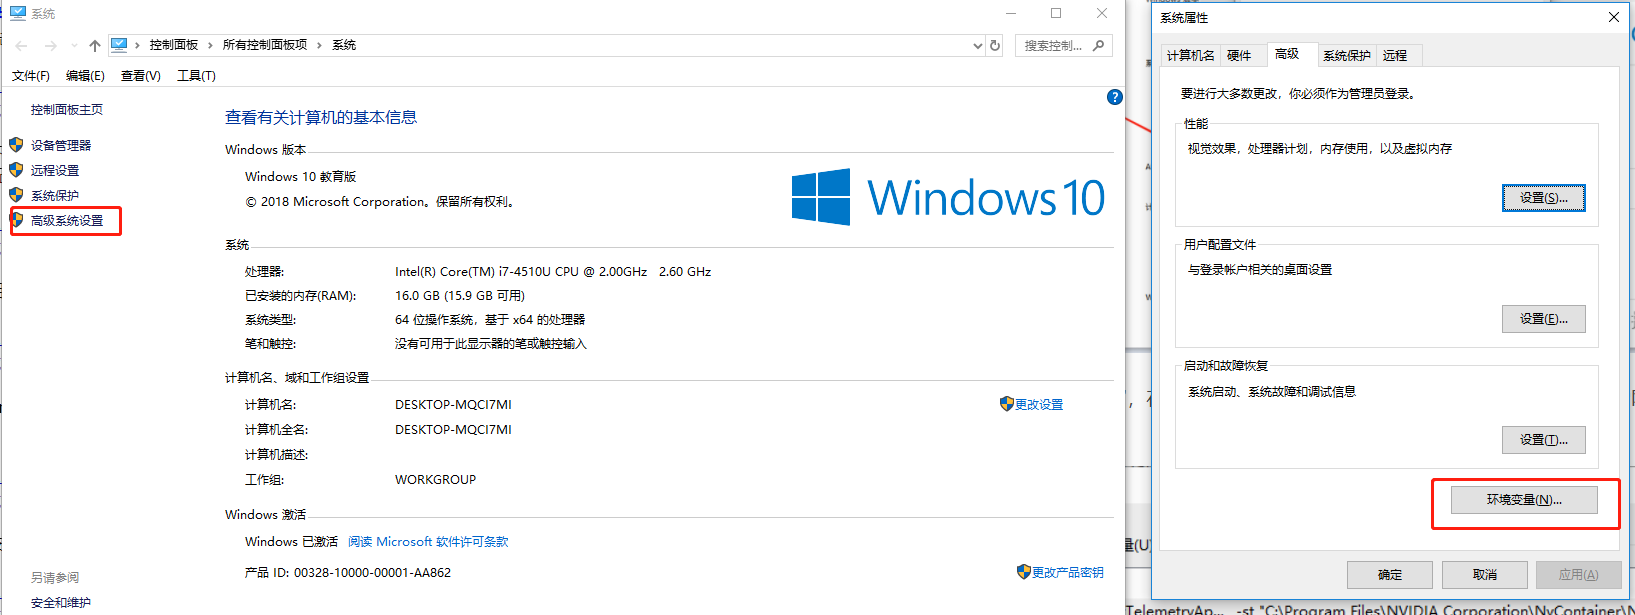 系统
控制面板 › 所有控制面板项 › 系统
搜索控制...
文件(F) 编辑(E) 查看(V) 工具(T)
控制面板主页
设备管理器
远程设置
系统保护
高级系统设置
另请参阅
安全和维护
查看有关计算机的基本信息
Windows 版本
Windows 10 教育版
© 2018 Microsoft Corporation。保留所有权利。
Windows 10
系统
处理器: Intel(R) Core(TM) i7-4510U CPU @ 2.00GHz 2.60 GHz
已安装的内存(RAM): 16.0 GB (15.9 GB 可用)
系统类型: 64 位操作系统，基于 x64 的处理器
笔和触控: 没有可用于此显示器的笔或触控输入
计算机名、域和工作组设置
计算机名: DESKTOP-MQCI7MI
更改设置
计算机全名: DESKTOP-MQCI7MI
计算机描述:
工作组: WORKGROUP
Windows 激活
Windows 已激活 阅读 Microsoft 软件许可条款
产品 ID: 00328-10000-00001-AA862
更改产品密钥
系统属性
计算机名 硬件 高级 系统保护 远程
要进行大多数更改，你必须作为管理员登录。
性能
视觉效果，处理器计划，内存使用，以及虚拟内存
设置(S)...
用户配置文件
与登录帐户相关的桌面设置
设置(E)...
启动和故障恢复
系统启动、系统故障和调试信息
设置(T)...
环境变量(N)...
确定 取消 应用(A)
量(U)
TelemetryAp... -st "C:\Program Files\NVIDIA Corporation\NvContainer\N